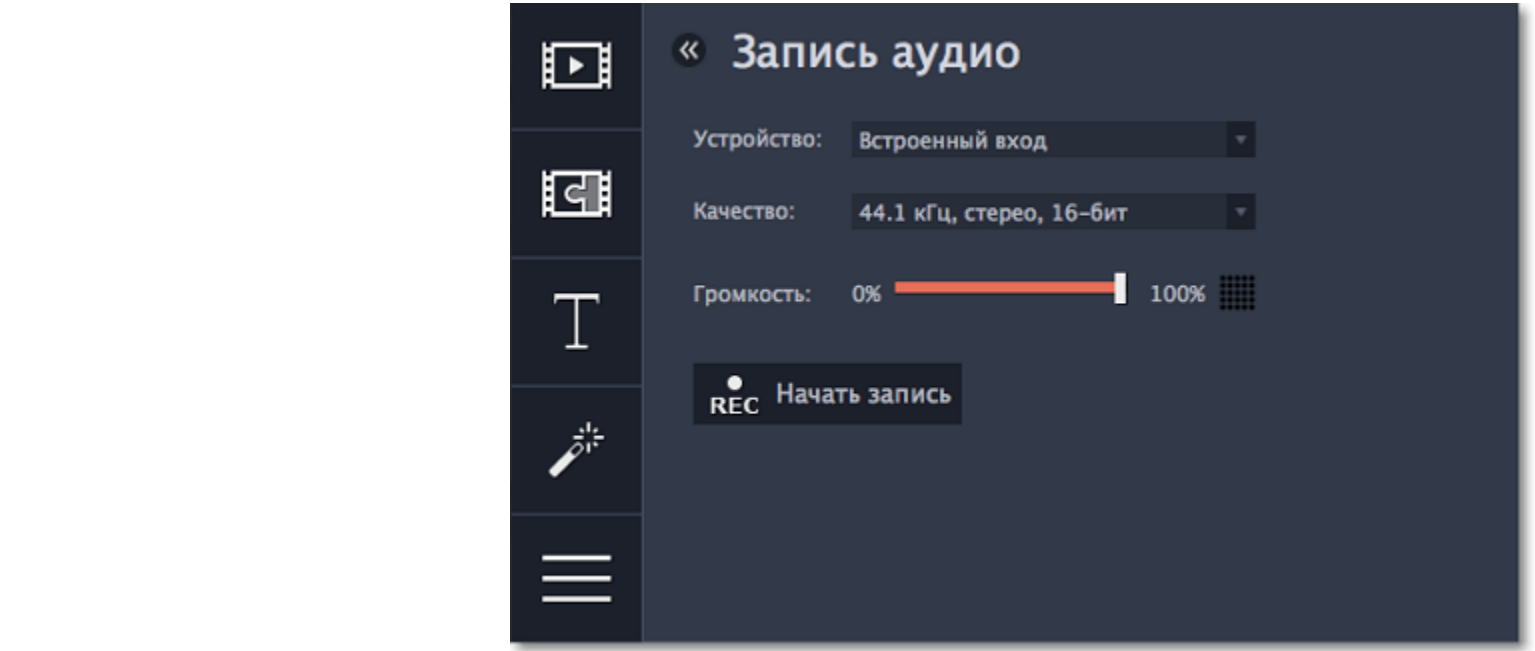 Запись аудио
Устройство: Встроенный вход
Качество: 44.1 кГц, стерео, 16-бит
Громкость: 0% 100%
REC Начать запись